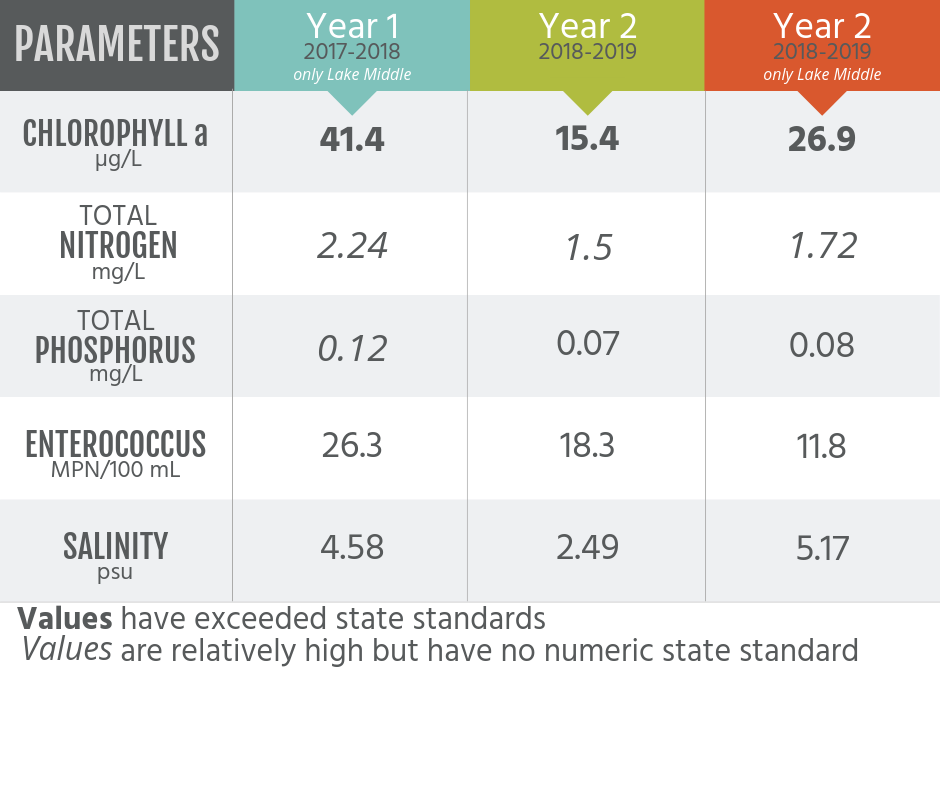 PARAMETERS
Year 1
2017-2018
only Lake Middle
Year 2
2018-2019
Year 2
2018-2019
only Lake Middle
CHLOROPHYLL a
µg/L
41.4
15.4
26.9
TOTAL
NITROGEN
mg/L
2.24
1.5
1.72
TOTAL
PHOSPHORUS
mg/L
0.12
0.07
0.08
ENTEROCOCCUS
MPN/100 mL
26.3
18.3
11.8
SALINITY
psu
4.58
2.49
5.17
Values have exceeded state standards
Values are relatively high but have no numeric state standard